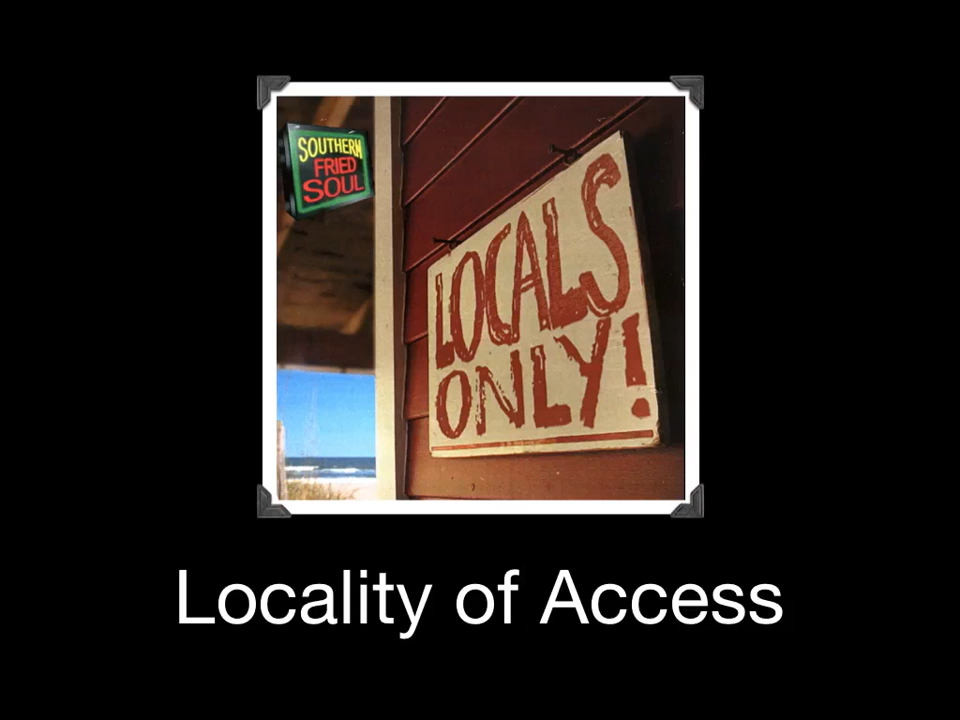 SOUTHERN
FRIED
SOUL
LOCALS
ONLY!
Locality of Access